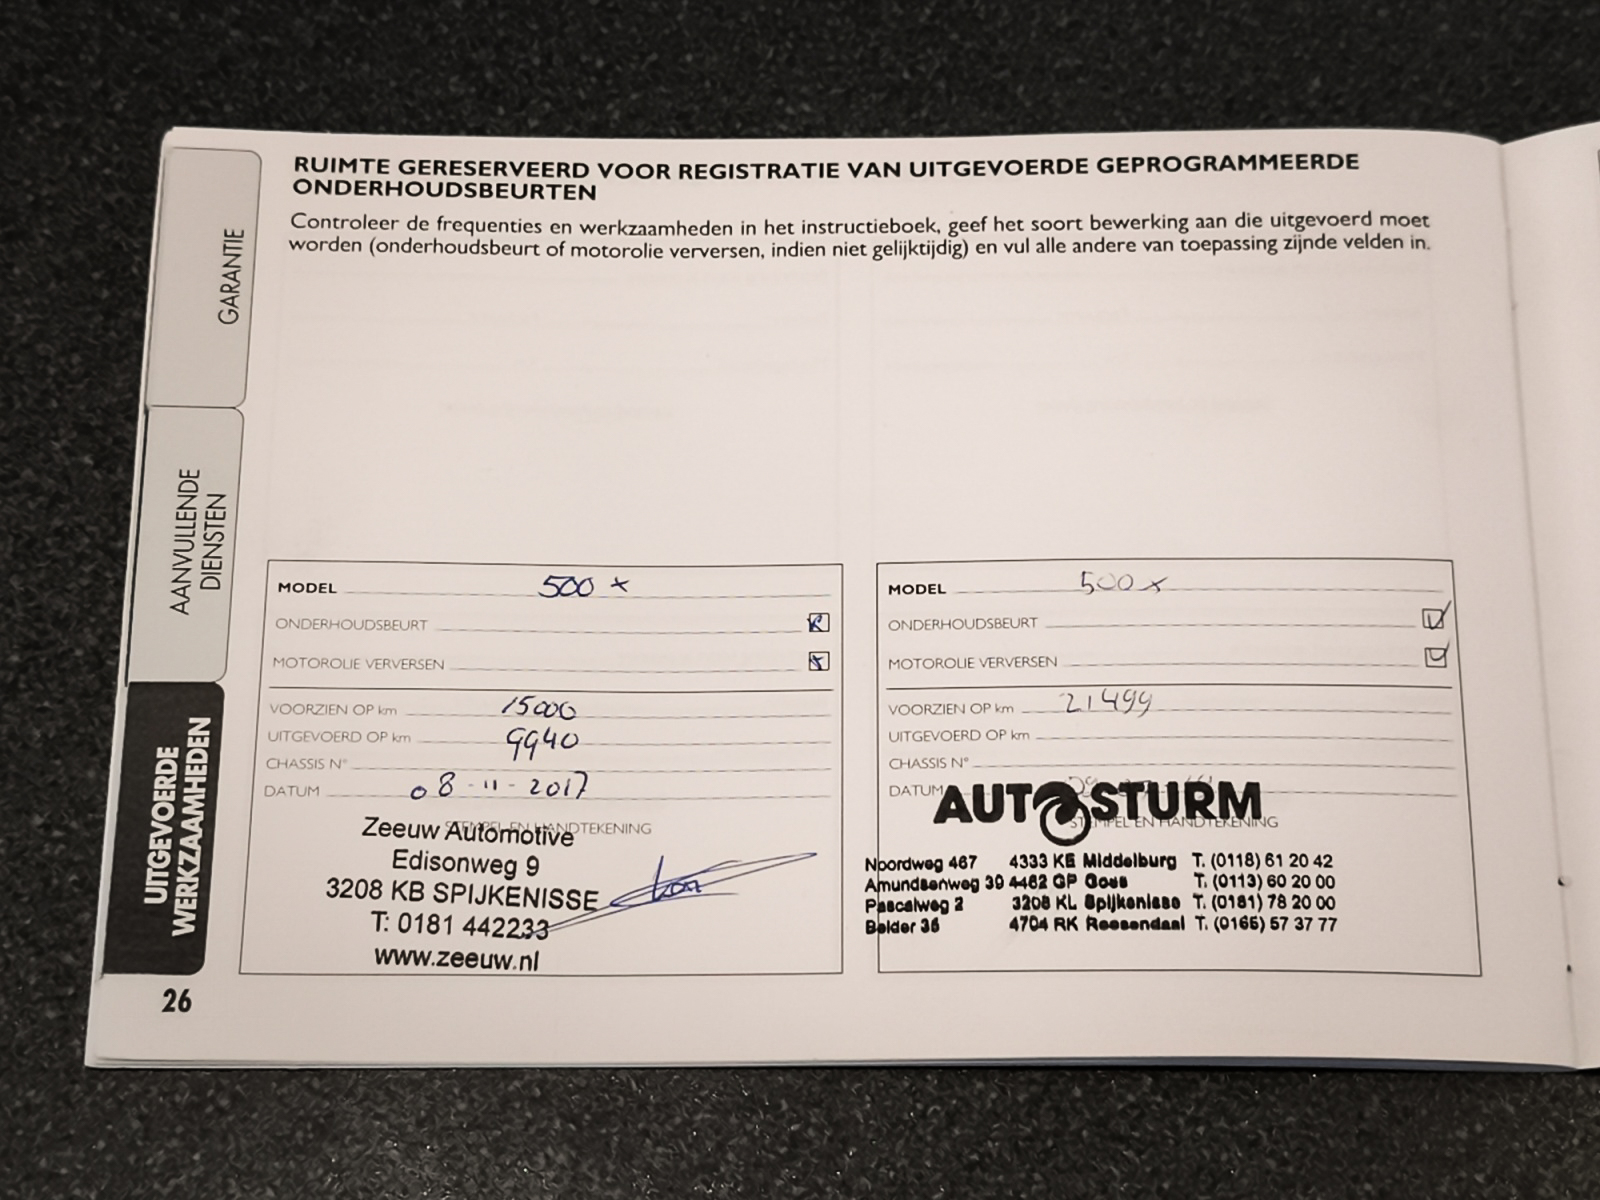 RUIMTE GERESERVEERD VOOR REGISTRATIE VAN UITGEVOERDE GEPROGRAMMEERDE
ONDERHOUDSBEURTEN
Controleer de frequenties en werkzaamheden in het instructieboek, geef het soort bewerking aan die uitgevoerd moet
worden (onderhoudsbeurt of motorolie verversen, indien niet gelijktijdig) en vul alle andere van toepassing zijnde velden in.
GARANTIE
AANVULLENDE
DIENSTEN
UITGEVOERDE
WERKZAAMHEDEN
MODEL 500 x
ONDERHOUDSBEURT
MOTOROLIE VERVERSEN
VOORZIEN OP km 15000
UITGEVOERD OP km 9940
CHASSIS N°
DATUM 08-11-2017
STEMPEL EN HANDTEKENING
Zeeuw Automotive
Edisonweg 9
3208 KB SPIJKENISSE
T: 0181 442233
www.zeeuw.nl
MODEL 500 x
ONDERHOUDSBEURT
MOTOROLIE VERVERSEN
VOORZIEN OP km 21499
UITGEVOERD OP km
CHASSIS N°
DATUM
AUTOSTURM
STEMPEL EN HANDTEKENING
Noordweg 467 4333 KE Middelburg T. (0118) 61 20 42
Amundsenweg 39 4462 GP Goes T. (0113) 60 20 00
Pascalweg 2 3208 KL Spijkenisse T. (0181) 78 20 00
Belder 36 4704 RK Roosendaal T. (0165) 57 37 77
26